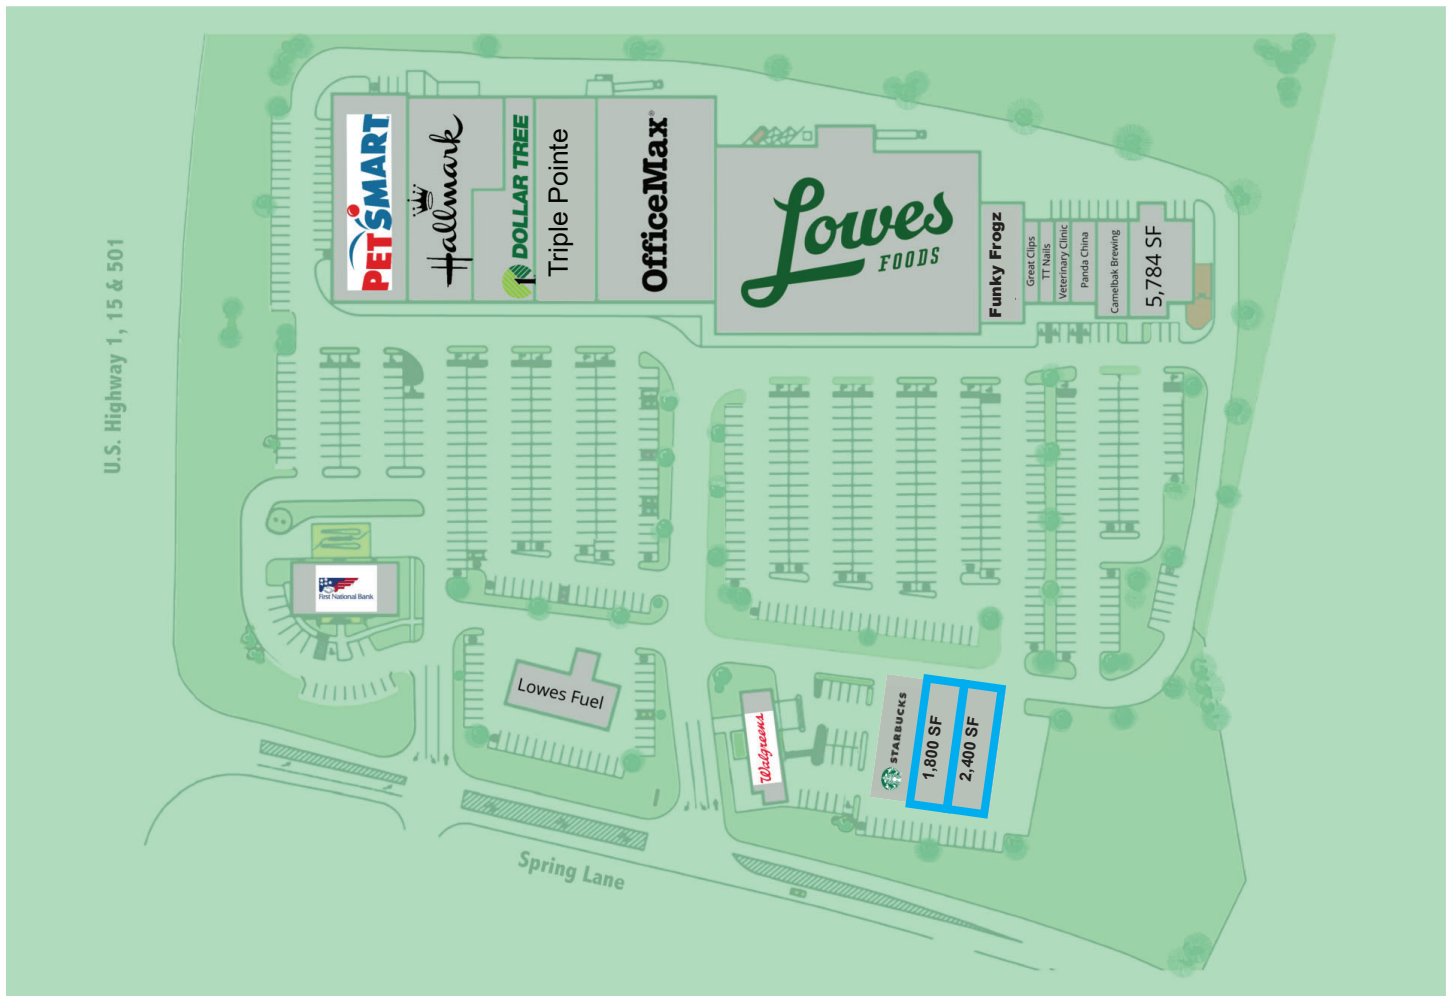 U.S. Highway 1, 15 & 501
PETSMART
Hallmark
DOLLAR TREE
Triple Pointe
OfficeMax®
Lowes
FOODS
Funky Frogz
Great Clips
TT Nails
Veterinary Clinic
Panda China
Camelbak Brewing
5,784 SF
First National Bank
Lowes Fuel
Walgreens
STARBUCKS
1,800 SF
2,400 SF
Spring Lane